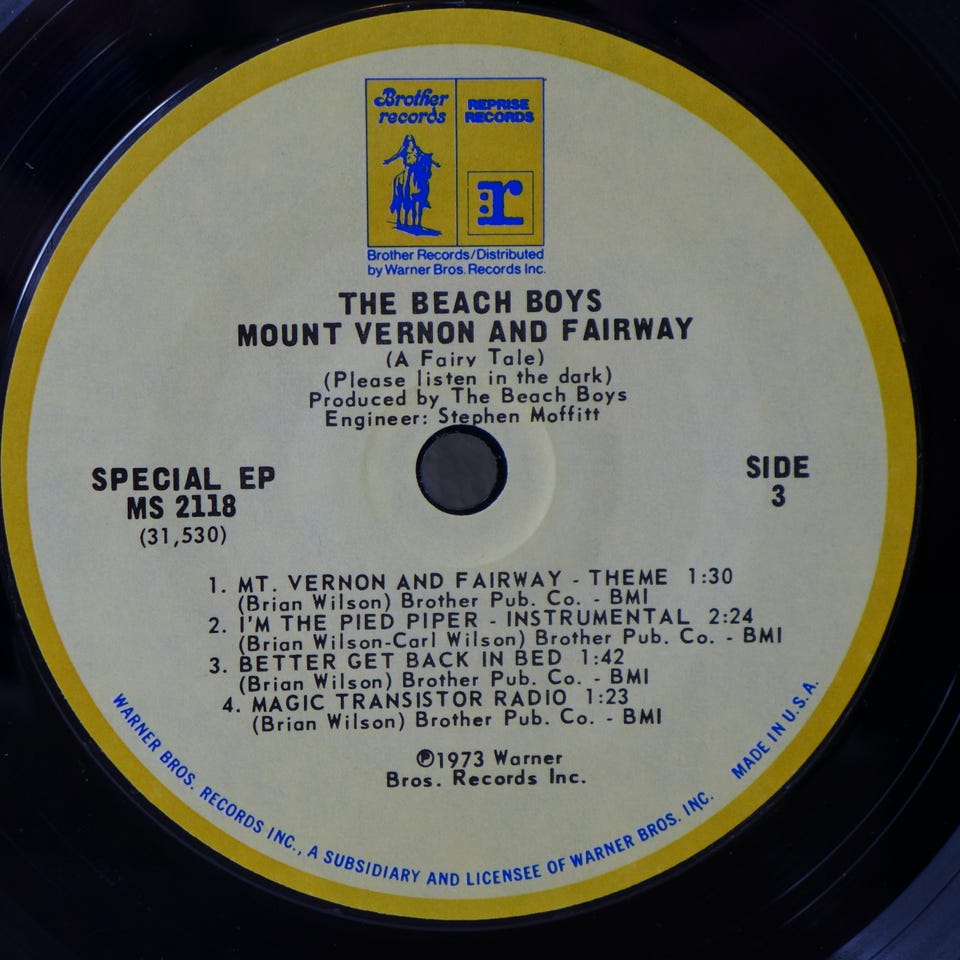 Brother
records
REPRISE
RECORDS
r
Brother Records/Distributed
by Warner Bros. Records Inc.
THE BEACH BOYS
MOUNT VERNON AND FAIRWAY
(A Fairy Tale)
(Please listen in the dark)
Produced by The Beach Boys
Engineer: Stephen Moffitt
SPECIAL EP
MS 2118
(31,530)
SIDE
3
1. MT. VERNON AND FAIRWAY - THEME 1:30
(Brian Wilson) Brother Pub. Co. - BMI
2. I'M THE PIED PIPER - INSTRUMENTAL 2:24
(Brian Wilson-Carl Wilson) Brother Pub. Co. - BMI
3. BETTER GET BACK IN BED 1:42
(Brian Wilson) Brother Pub. Co. - BMI
4. MAGIC TRANSISTOR RADIO 1:23
(Brian Wilson) Brother Pub. Co. - BMI
℗1973 Warner
Bros. Records Inc.
WARNER BROS. RECORDS INC., A SUBSIDIARY AND LICENSEE OF WARNER BROS. INC. MADE IN U.S.A.